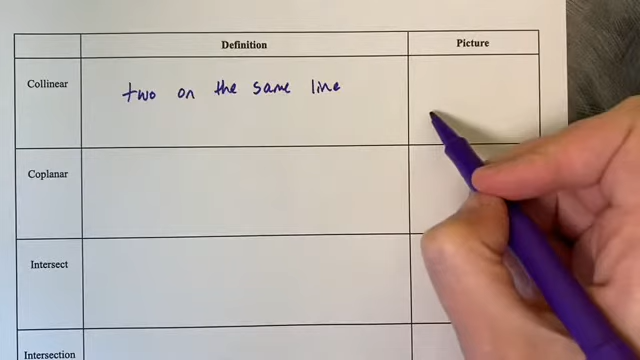 Definition Picture
Collinear two on the same line
Coplanar
Intersect
Intersection